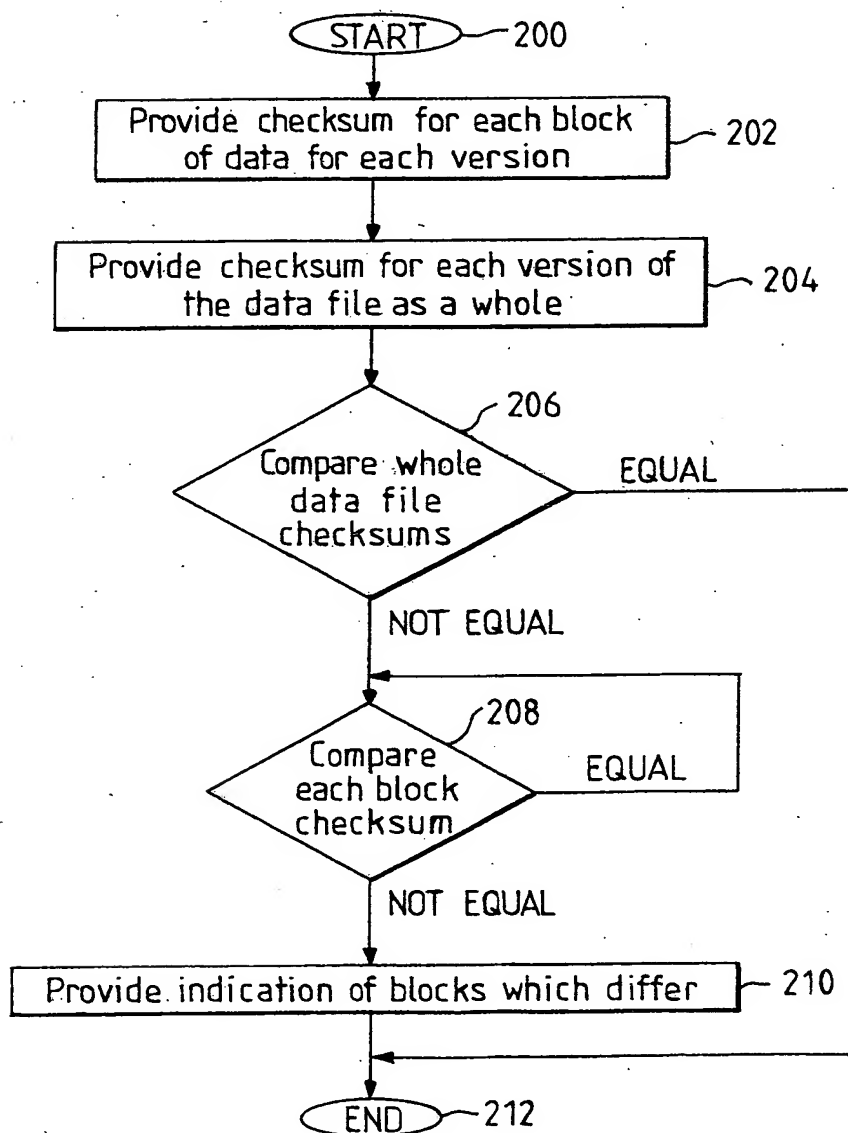 START
200
Provide checksum for each block
of data for each version
202
Provide checksum for each version of
the data file as a whole
204
206
Compare whole
data file
checksums
EQUAL
NOT EQUAL
208
Compare
each block
checksum
EQUAL
NOT EQUAL
Provide indication of blocks which differ
210
END
212